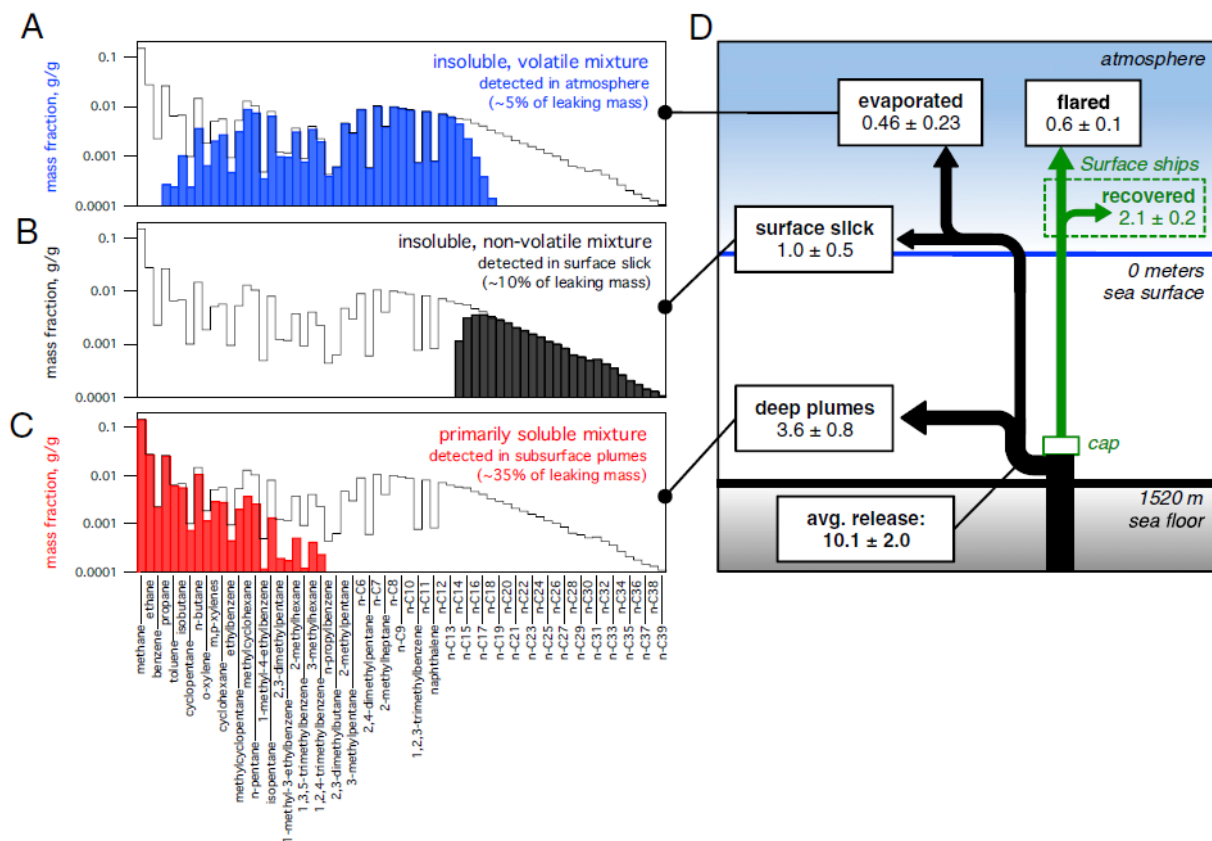 A
mass fraction, g/g
0.1
0.01
0.001
0.0001
insoluble, volatile mixture
detected in atmosphere
(~5% of leaking mass)
B
mass fraction, g/g
0.1
0.01
0.001
0.0001
insoluble, non-volatile mixture
detected in surface slick
(~10% of leaking mass)
C
mass fraction, g/g
0.1
0.01
0.001
0.0001
primarily soluble mixture
detected in subsurface plumes
(~35% of leaking mass)
methane
ethane
benzene
propane
toluene
isobutane
cyclopentane
n-butane
o-xylene
m,p-xylenes
cyclohexane
ethylbenzene
methylcyclopentane
methylcyclohexane
n-pentane
1-methyl-4-ethylbenzene
isopentane
2,3-dimethylpentane
1-methyl-3-ethylbenzene
2-methylhexane
1,3,5-trimethylbenzene
3-methylhexane
1,2,4-trimethylbenzene
n-propylbenzene
2,3-dimethylbutane
2-methylpentane
3-methylpentane
n-C6
2,4-dimethylpentane
n-C7
2-methylheptane
n-C8
n-C9
n-C10
1,2,3-trimethylbenzene
n-C11
naphthalene
n-C12
n-C13
n-C14
n-C15
n-C16
n-C17
n-C18
n-C19
n-C20
n-C21
n-C22
n-C23
n-C24
n-C25
n-C26
n-C27
n-C28
n-C29
n-C30
n-C31
n-C32
n-C33
n-C34
n-C35
n-C36
n-C37
n-C38
n-C39
D
atmosphere
evaporated
0.46 ± 0.23
flared
0.6 ± 0.1
Surface ships
recovered
2.1 ± 0.2
surface slick
1.0 ± 0.5
0 meters
sea surface
deep plumes
3.6 ± 0.8
cap
avg. release:
10.1 ± 2.0
1520 m
sea floor